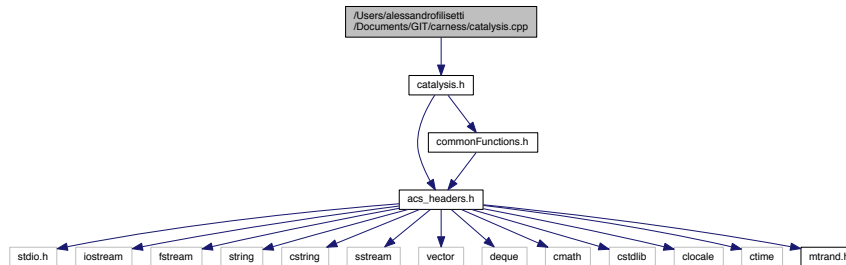 /Users/alessandrofilisetti
/Documents/GIT/carness/catalysis.cpp
catalysis.h
commonFunctions.h
acs_headers.h
stdio.h
iostream
fstream
string
cstring
sstream
vector
deque
cmath
cstdlib
clocale
ctime
mtrand.h